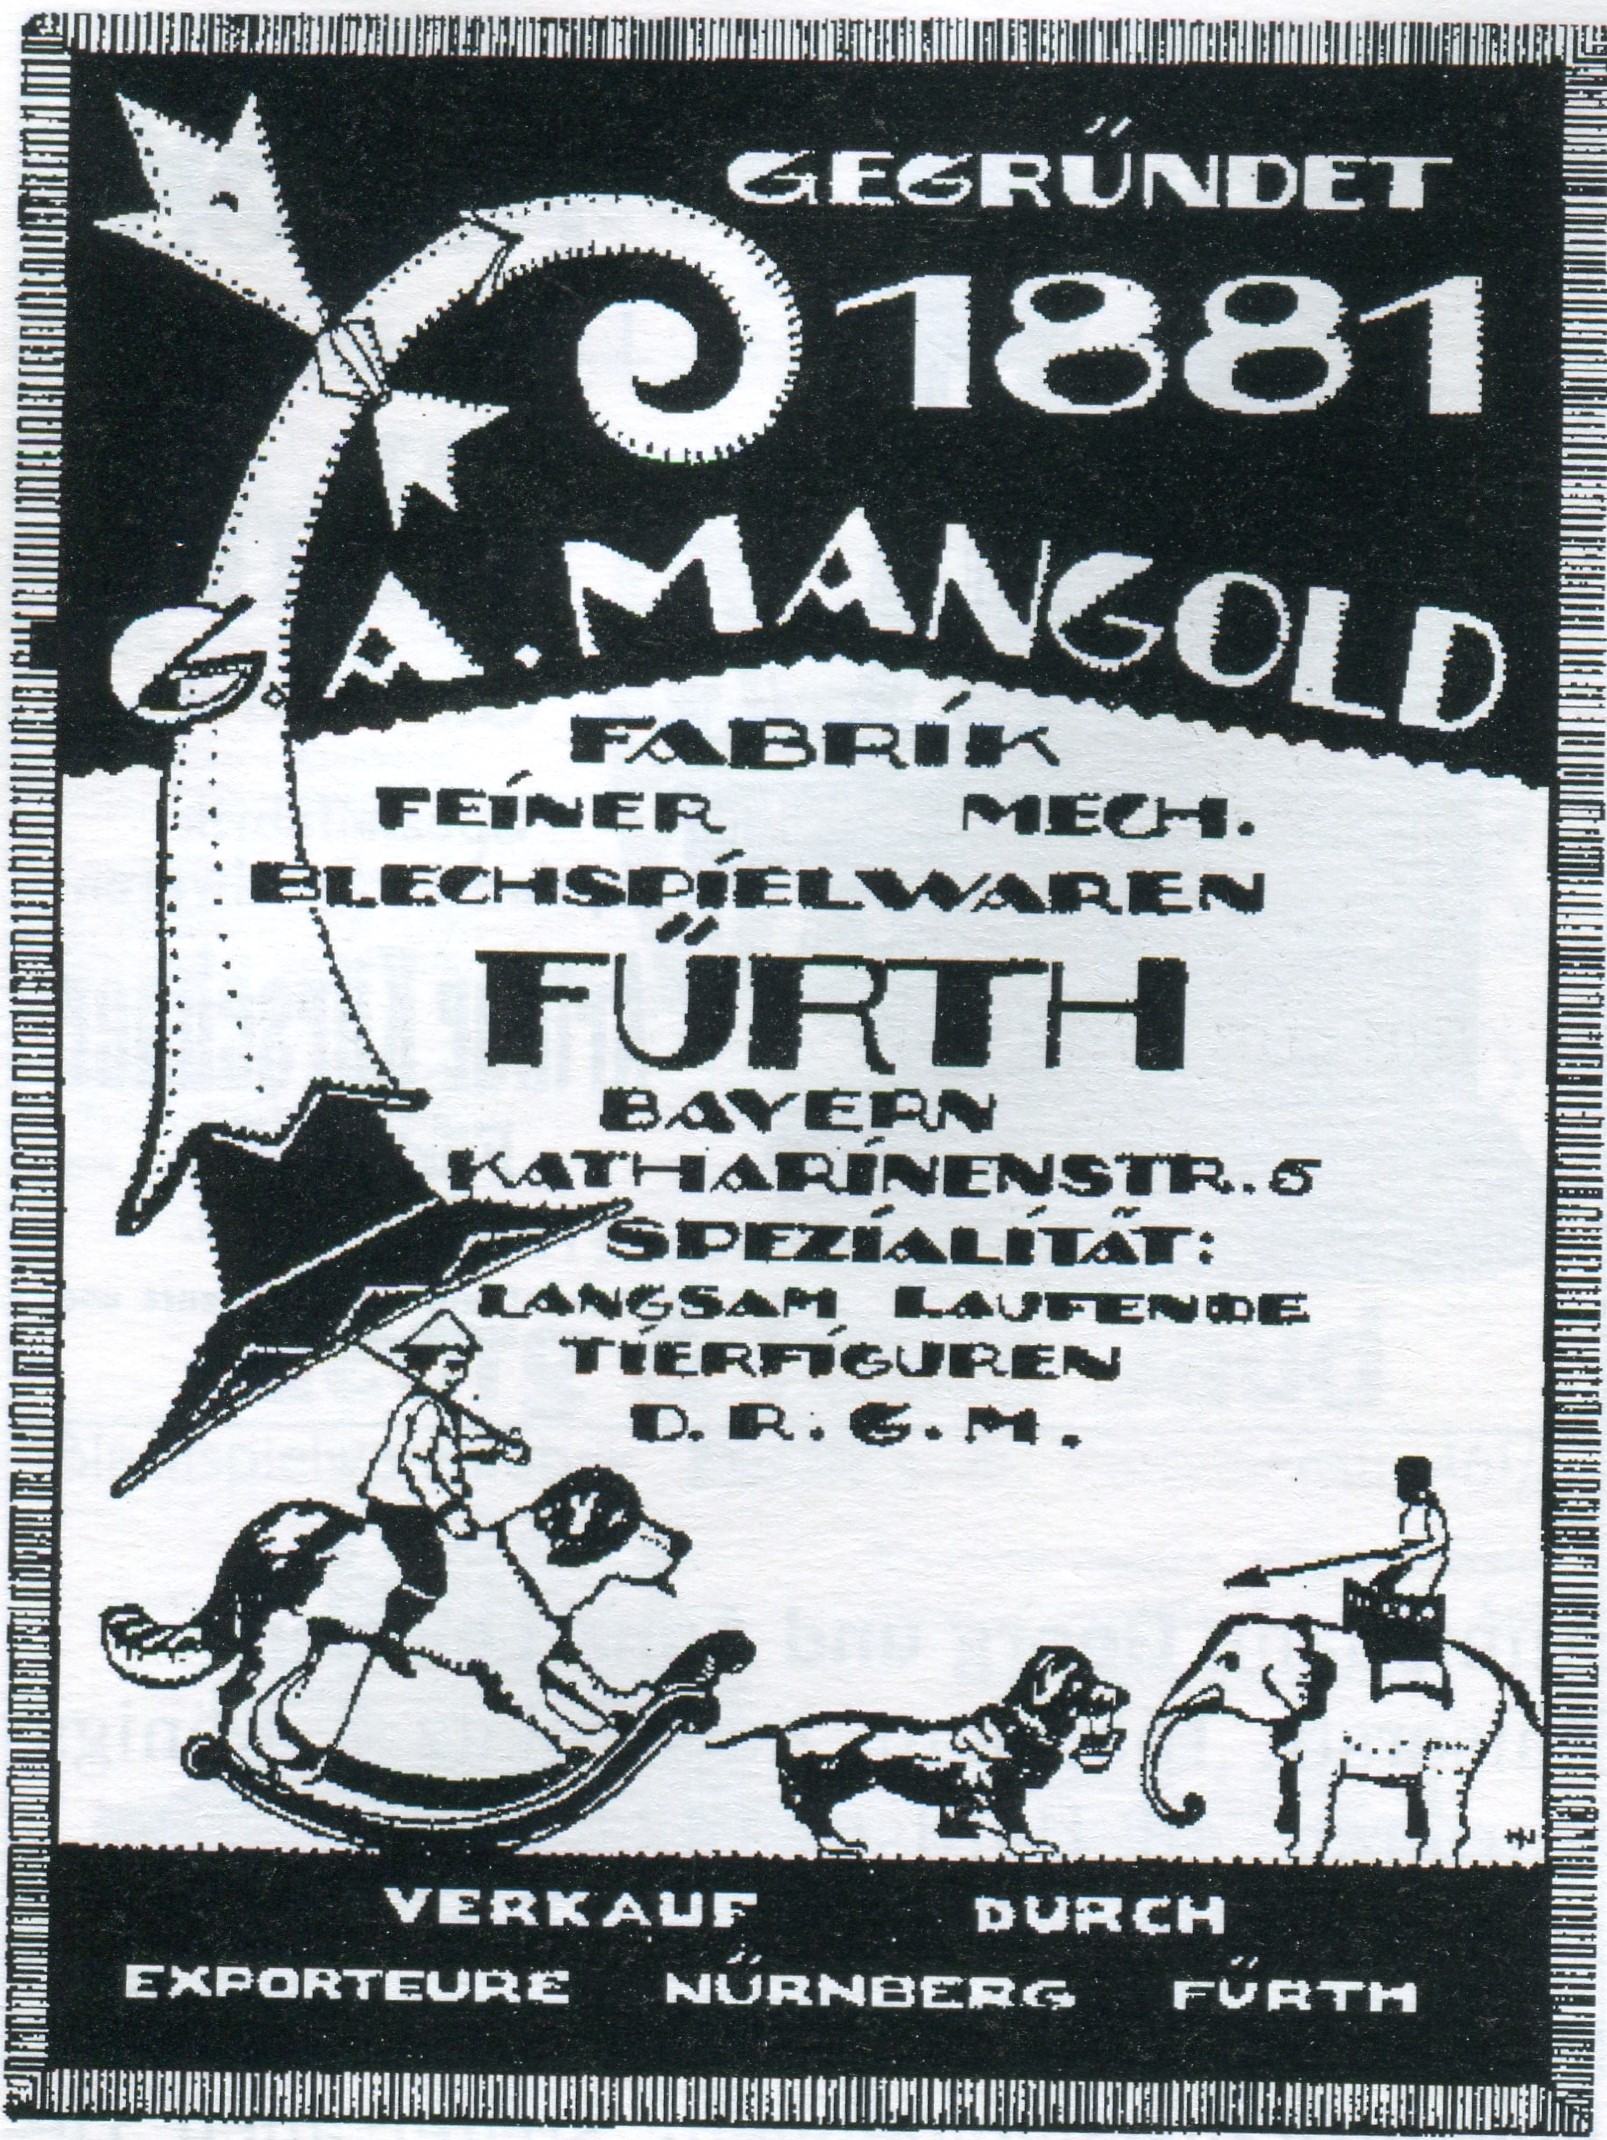 GEGRÜNDET
1881
G.A. MANGOLD
FABRIK
FEINER MECH.
BLECHSPIELWAREN
FÜRTH
BAYERN
KATHARINENSTR. 6
SPEZIALITÄT:
LANGSAM LAUFENDE
TIERFIGUREN
D.R.G.M.
VERKAUF DURCH
EXPORTEURE NÜRNBERG FÜRTH